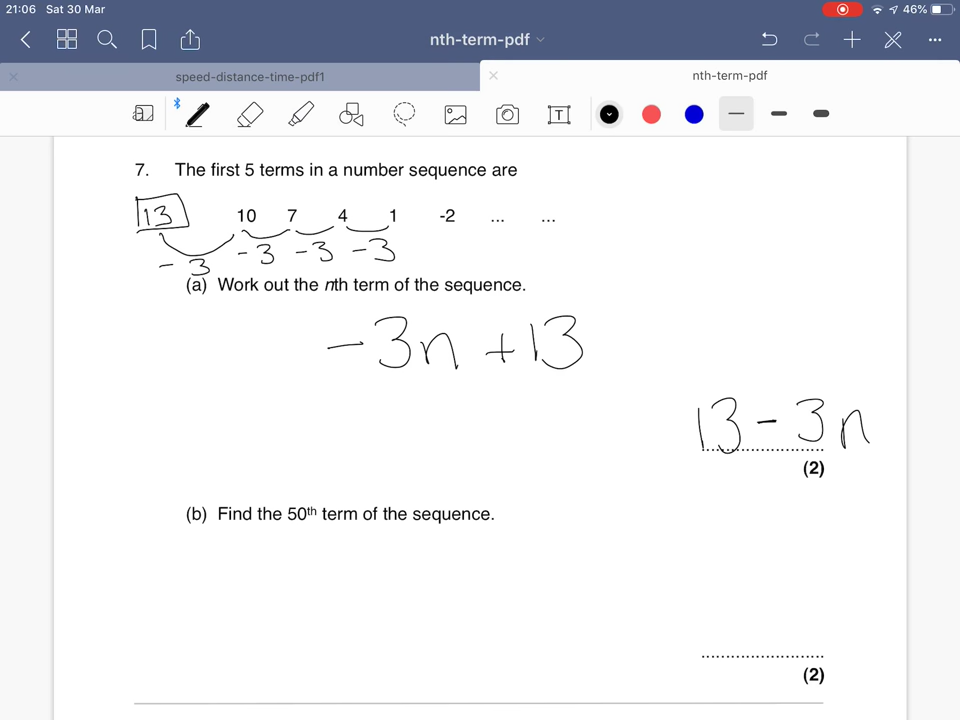 21:06 Sat 30 Mar 46%
nth-term-pdf
speed-distance-time-pdf1 nth-term-pdf
7. The first 5 terms in a number sequence are
13 10 7 4 1 -2 ... ...
- 3 - 3 - 3 - 3
(a) Work out the nth term of the sequence.
- 3n + 13
13 - 3n
(2)
(b) Find the 50th term of the sequence.
(2)